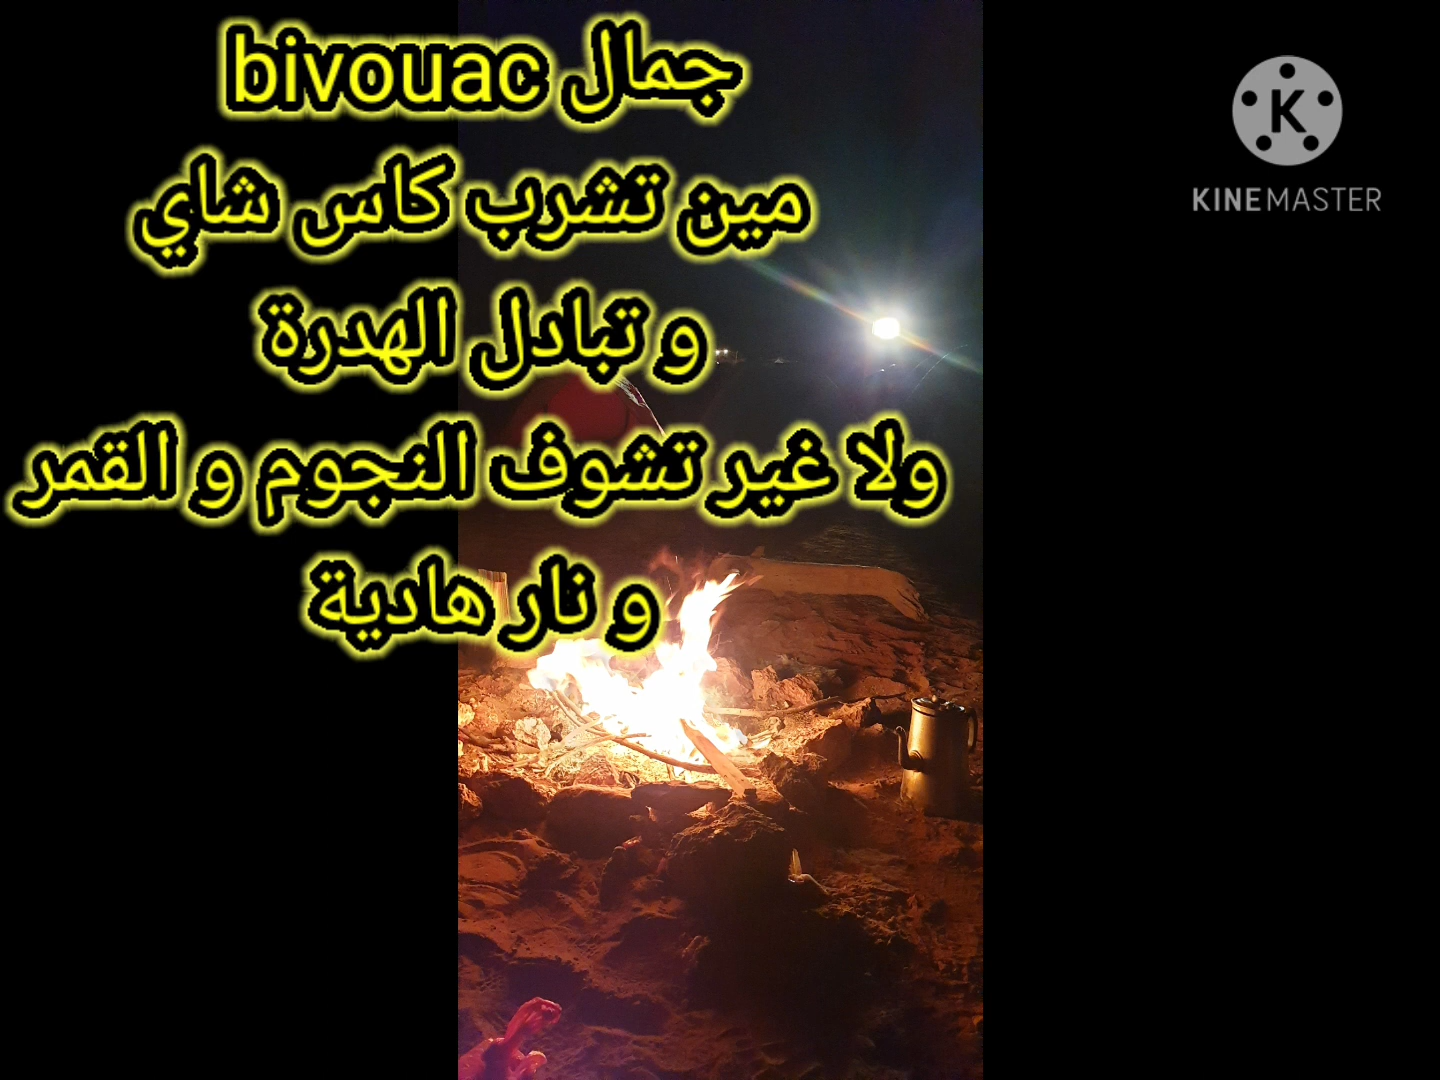 جمال bivouac
مين تشرب كاس شاي
و تبادل الهدرة
ولا غير تشوف النجوم و القمر
و نار هادية
K
KINEMASTER